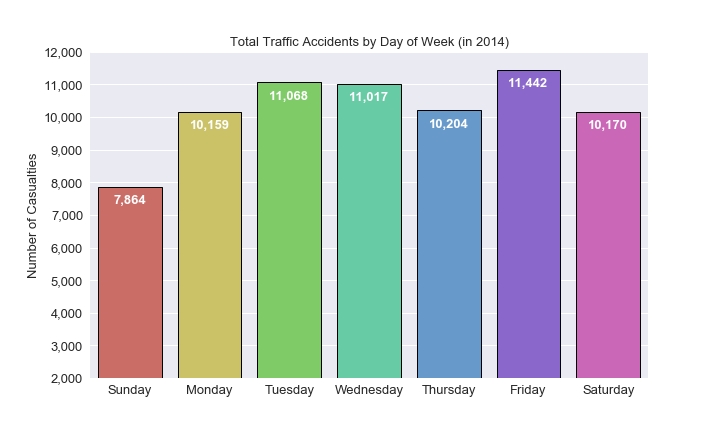 Total Traffic Accidents by Day of Week (in 2014)
Number of Casualties
12,000
11,000
10,000
9,000
8,000
7,000
6,000
5,000
4,000
3,000
2,000
7,864
10,159
11,068
11,017
10,204
11,442
10,170
Sunday
Monday
Tuesday
Wednesday
Thursday
Friday
Saturday